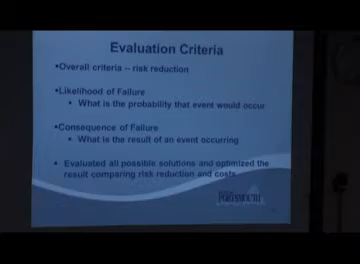 Evaluation Criteria
▪Overall criteria – risk reduction
▪Likelihood of Failure
▪ What is the probability that event would occur
▪Consequence of Failure
▪ What is the result of an event occurring
▪ Evaluated all possible solutions and optimized the
result comparing risk reduction and costs
PORTSMOUTH